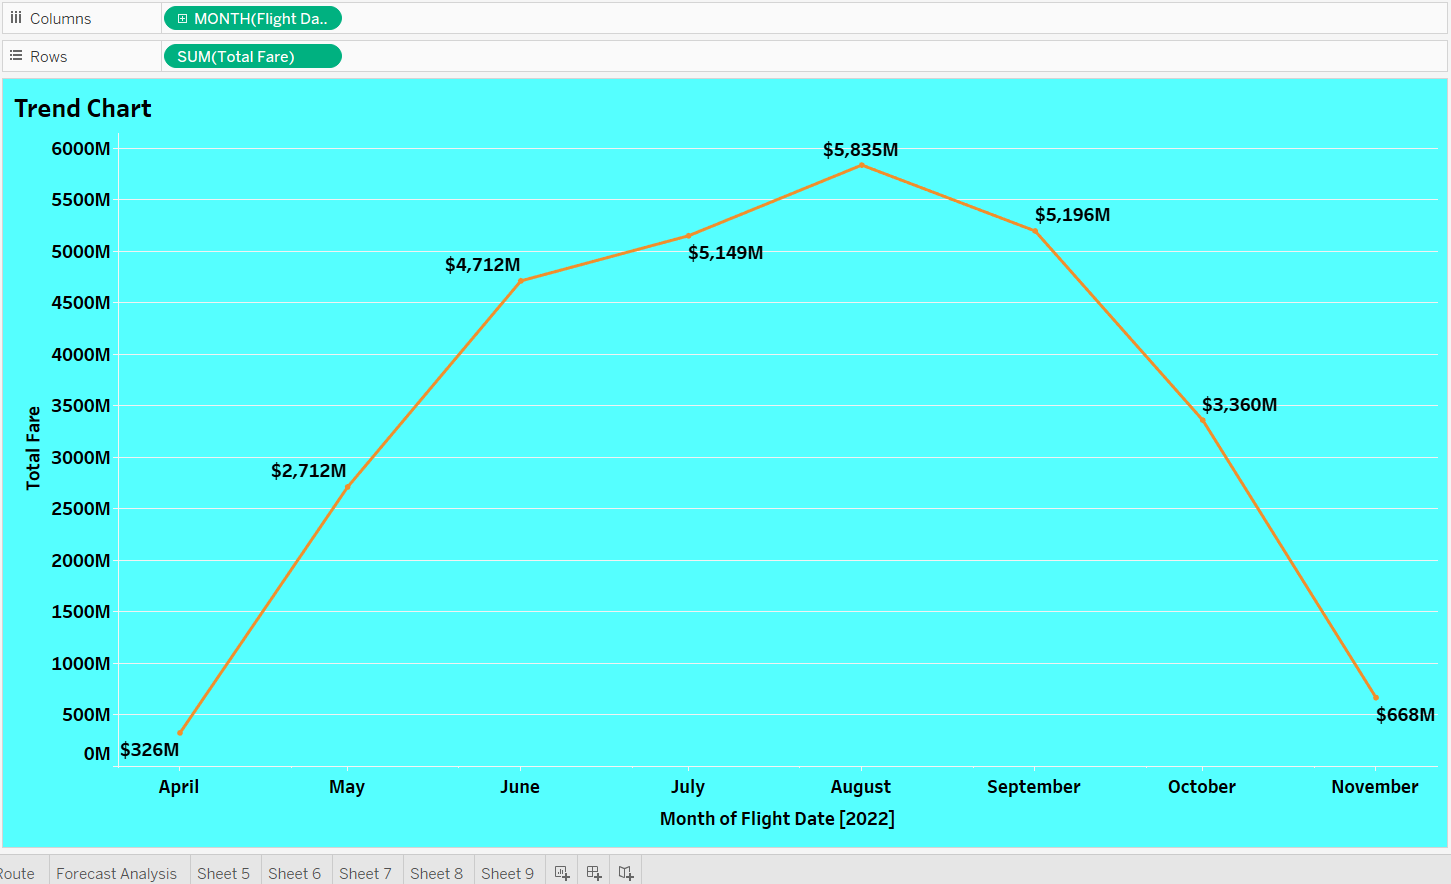 Columns
MONTH(Flight Da..
Rows
SUM(Total Fare)
Trend Chart
6000M
5500M
5000M
4500M
4000M
3500M
3000M
2500M
2000M
1500M
1000M
500M
0M
Total Fare
$326M
$2,712M
$4,712M
$5,149M
$5,835M
$5,196M
$3,360M
$668M
April May June July August September October November
Month of Flight Date [2022]
Route Forecast Analysis Sheet 5 Sheet 6 Sheet 7 Sheet 8 Sheet 9